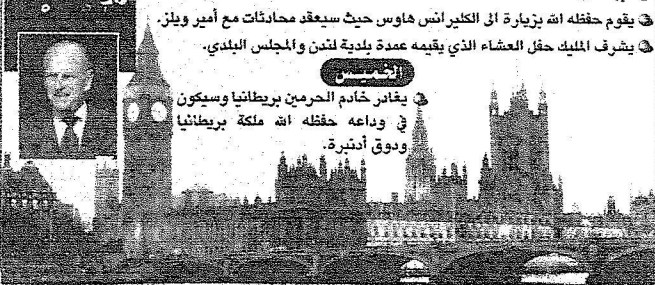 يقوم حفظه الله بزيارة الى الكليرانس هاوس حيث سيعقد محادثات مع أمير ويلز.
يشرف المليك حفل العشاء الذي يقيمه عمدة بلدية لندن والمجلس البلدي.
الخميس
يغادر خادم الحرمين بريطانيا وسيكون
في وداعه حفظه الله ملكة بريطانيا
ودوق أدنبرة.